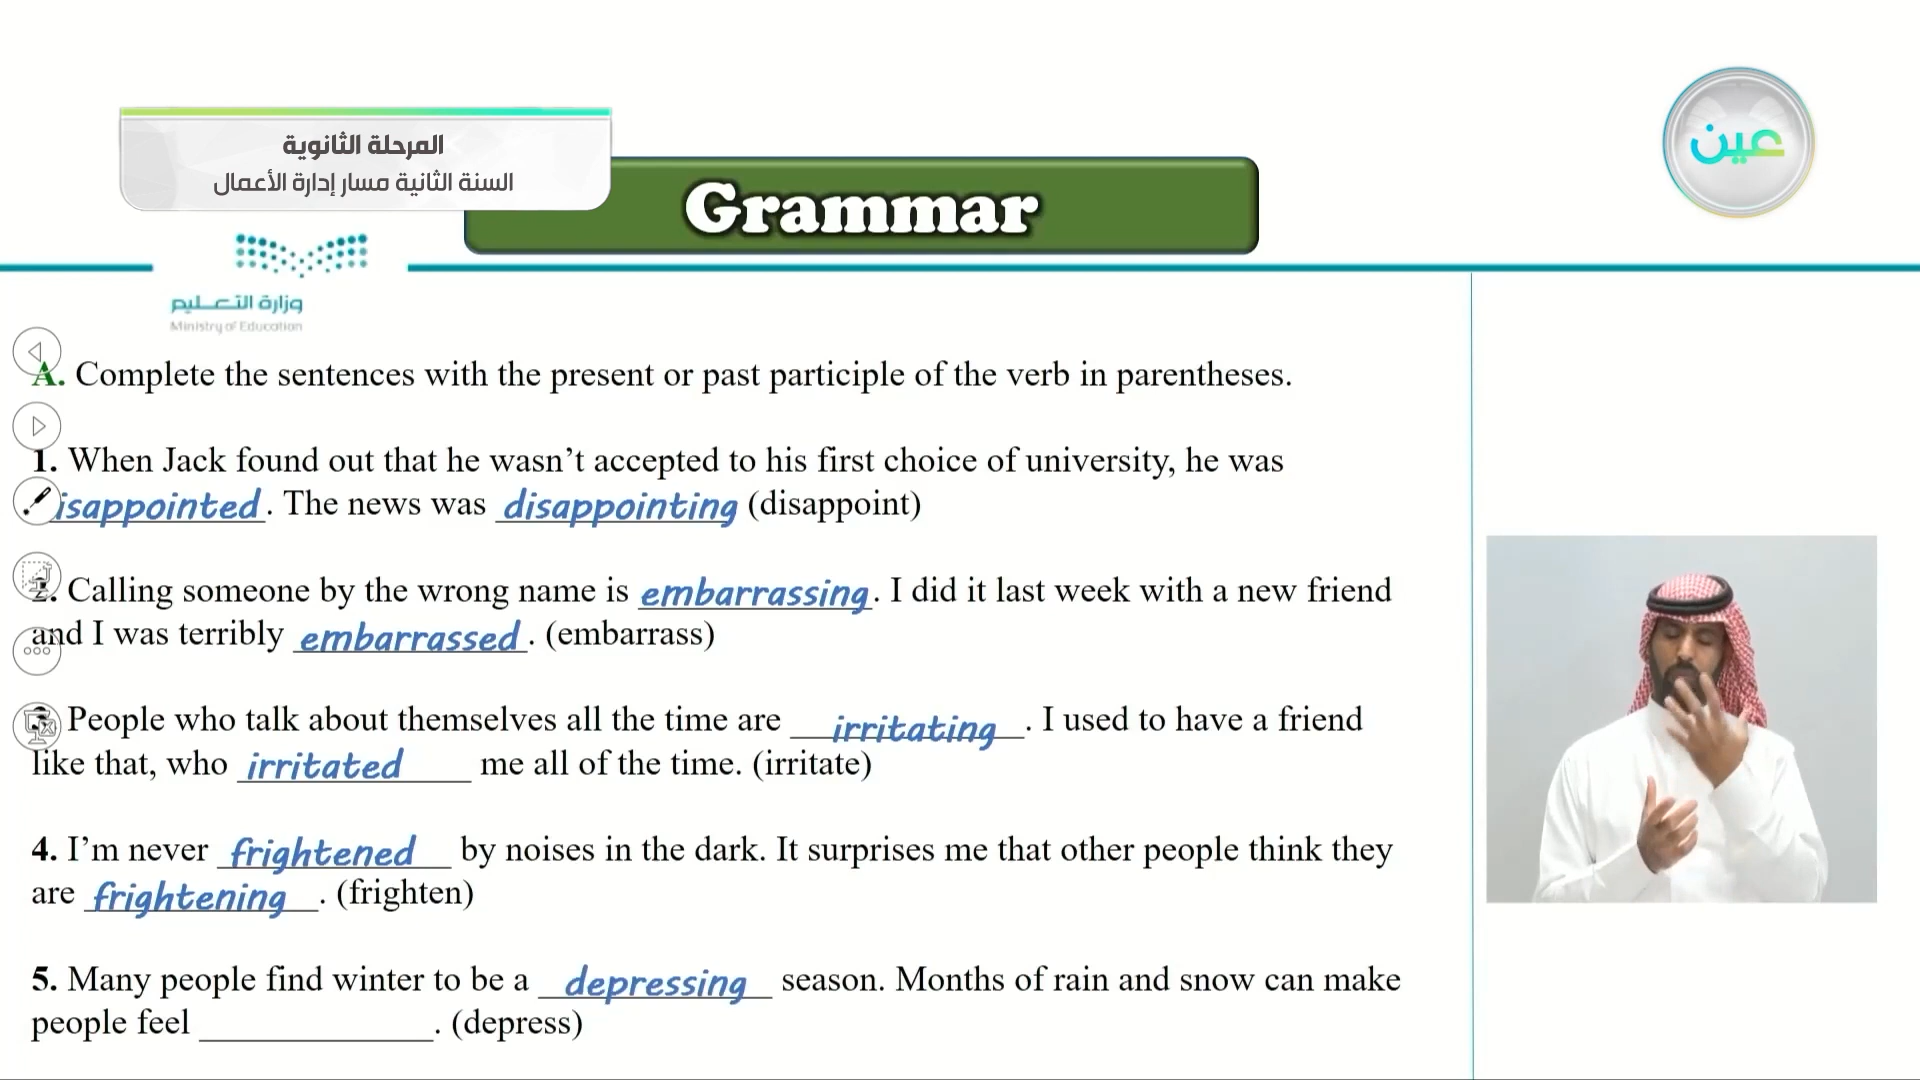 المرحلة الثانوية
السنة الثانية مسار إدارة الأعمال
عين
Grammar
وزارة التعليم
Ministry of Education
A. Complete the sentences with the present or past participle of the verb in parentheses.
1. When Jack found out that he wasn't accepted to his first choice of university, he was
isappointed. The news was disappointing (disappoint)
2. Calling someone by the wrong name is embarrassing. I did it last week with a new friend
and I was terribly embarrassed. (embarrass)
People who talk about themselves all the time are irritating. I used to have a friend
like that, who irritated me all of the time. (irritate)
4. I'm never frightened by noises in the dark. It surprises me that other people think they
are frightening. (frighten)
5. Many people find winter to be a depressing season. Months of rain and snow can make
people feel ______________. (depress)